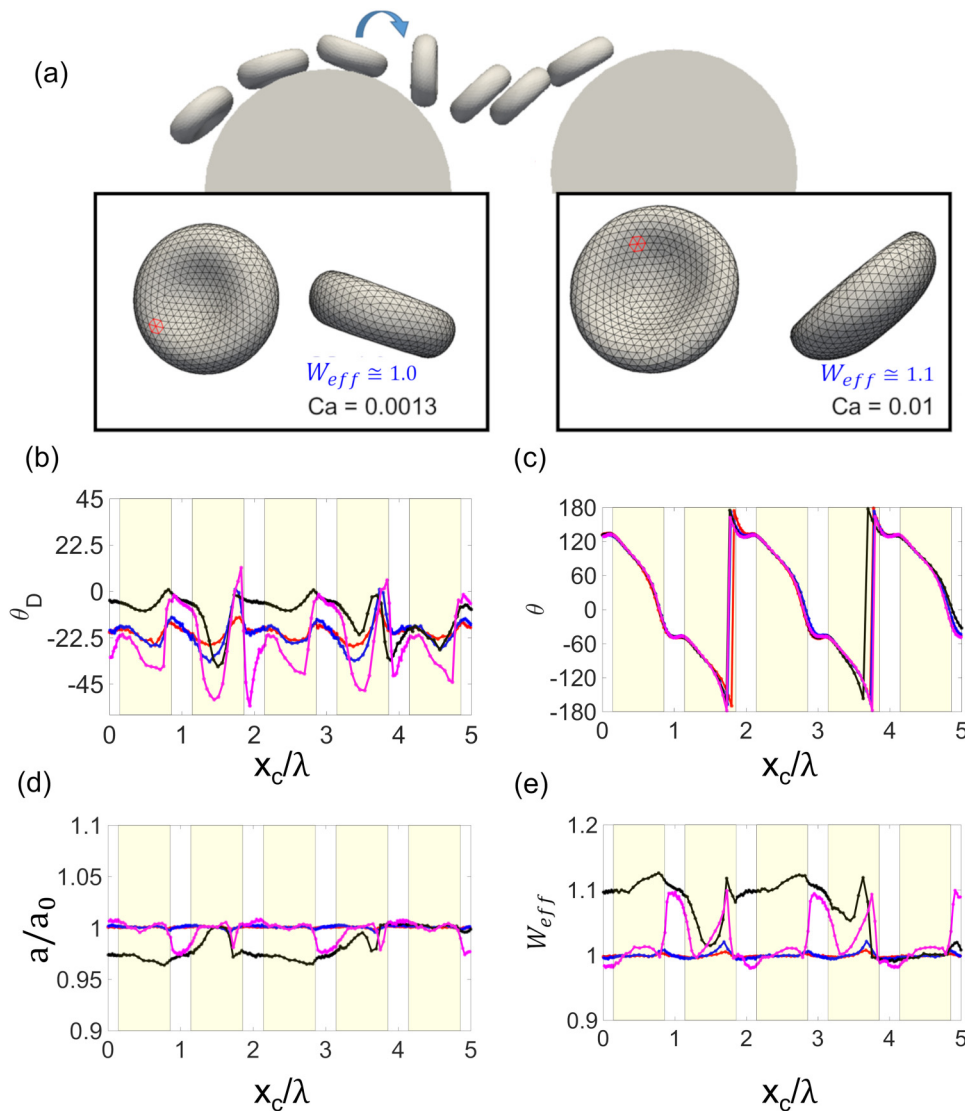 (a)
W_eff ≅ 1.0
Ca = 0.0013
W_eff ≅ 1.1
Ca = 0.01
(b)
(c)
45
22.5
0
-22.5
-45
θ_D
0 1 2 3 4 5
x_c/λ
180
120
60
0
-60
-120
-180
θ
0 1 2 3 4 5
x_c/λ
(d)
(e)
1.1
1.05
1
0.95
0.9
a/a_0
0 1 2 3 4 5
x_c/λ
1.2
1.1
1
0.9
W_eff
0 1 2 3 4 5
x_c/λ